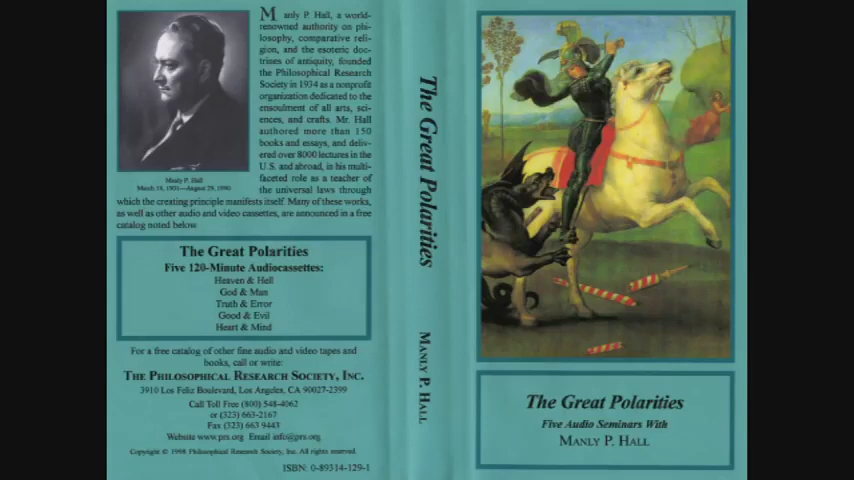 Manly P. Hall, a world-
renowned authority on phi-
losophy, comparative reli-
gion, and the esoteric doc-
trines of antiquity, founded
the Philosophical Research
Society in 1934 as a nonprofit
organization dedicated to the
ensoulment of all arts, sci-
ences, and crafts. Mr. Hall
authored more than 150
books and essays, and deliv-
ered over 8000 lectures in the
U.S. and abroad, in his multi-
faceted role as a teacher of
the universal laws through
which the creating principle manifests itself. Many of these works,
as well as other audio and video cassettes, are announced in a free
catalog noted below
Manly P. Hall
March 18, 1901—August 29, 1990
The Great Polarities
Five 120-Minute Audiocassettes:
Heaven & Hell
God & Man
Truth & Error
Good & Evil
Heart & Mind
For a free catalog of other fine audio and video tapes and
books, call or write:
THE PHILOSOPHICAL RESEARCH SOCIETY, INC.
3910 Los Feliz Boulevard, Los Angeles, CA 90027-2399
Call Toll Free (800) 548-4062
or (323) 663-2167
Fax (323) 663 9443
Website www.prs.org Email info@prs.org
Copyright © 1998 Philosophical Research Society, Inc. All rights reserved.
ISBN: 0-89314-129-1
The Great Polarities
MANLY P. HALL
The Great Polarities
Five Audio Seminars With
MANLY P. HALL